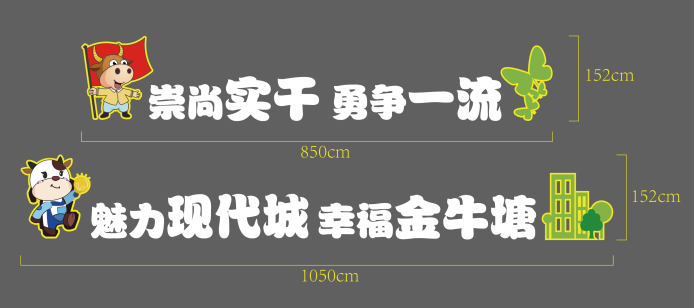 崇尚实干 勇争一流
152cm
850cm
魅力现代城 幸福金牛塘
152cm
1050cm